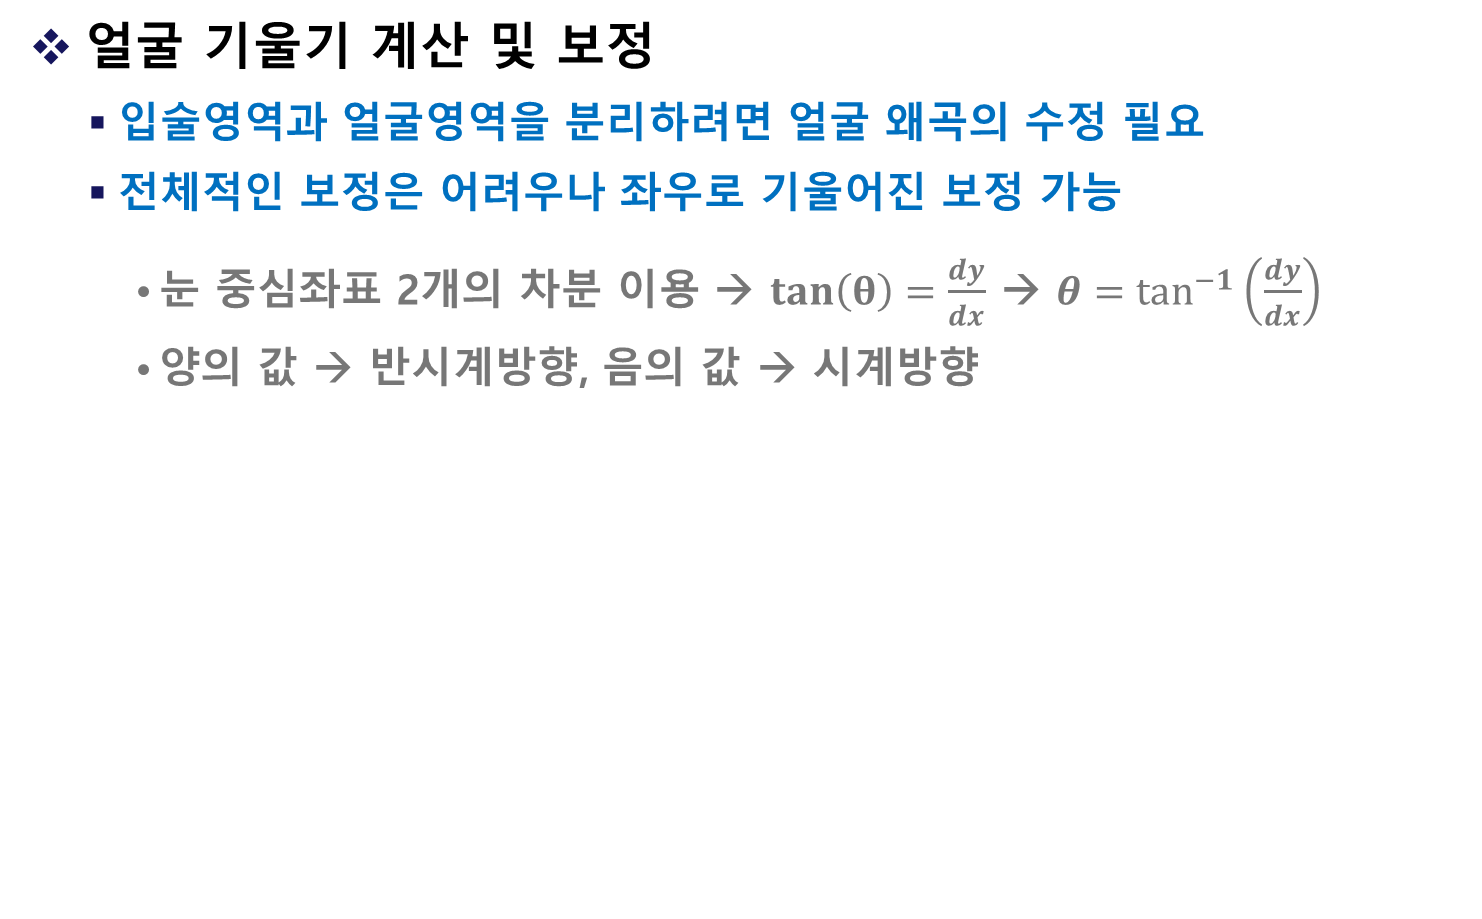 ❖ 얼굴 기울기 계산 및 보정
▪ 입술영역과 얼굴영역을 분리하려면 얼굴 왜곡의 수정 필요
▪ 전체적인 보정은 어려우나 좌우로 기울어진 보정 가능
• 눈 중심좌표 2개의 차분 이용 → tan(θ) = dy/dx → θ = tan⁻¹(dy/dx)
• 양의 값 → 반시계방향, 음의 값 → 시계방향